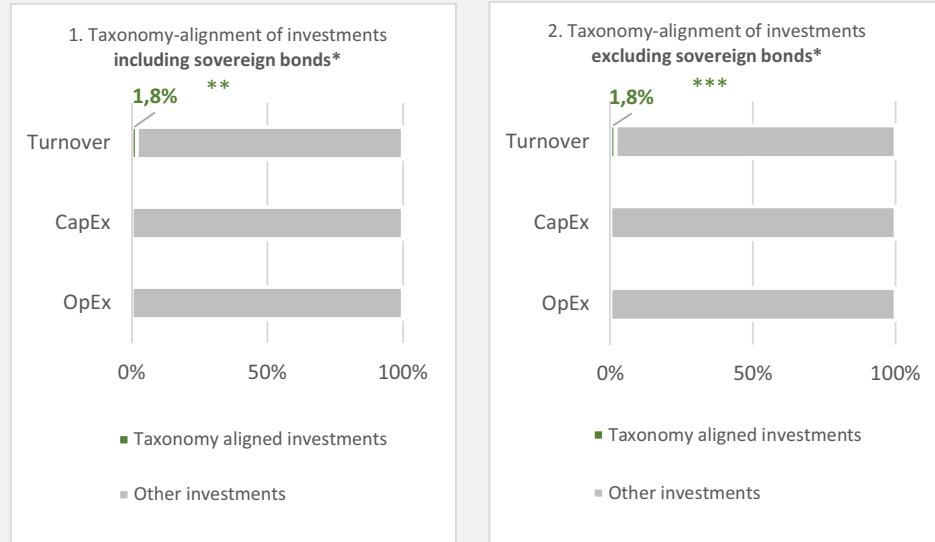 1. Taxonomy-alignment of investments
including sovereign bonds*
**
1,8%
Turnover
CapEx
OpEx
0%
50%
100%
Taxonomy aligned investments
Other investments
2. Taxonomy-alignment of investments
excluding sovereign bonds*
***
1,8%
Turnover
CapEx
OpEx
0%
50%
100%
Taxonomy aligned investments
Other investments